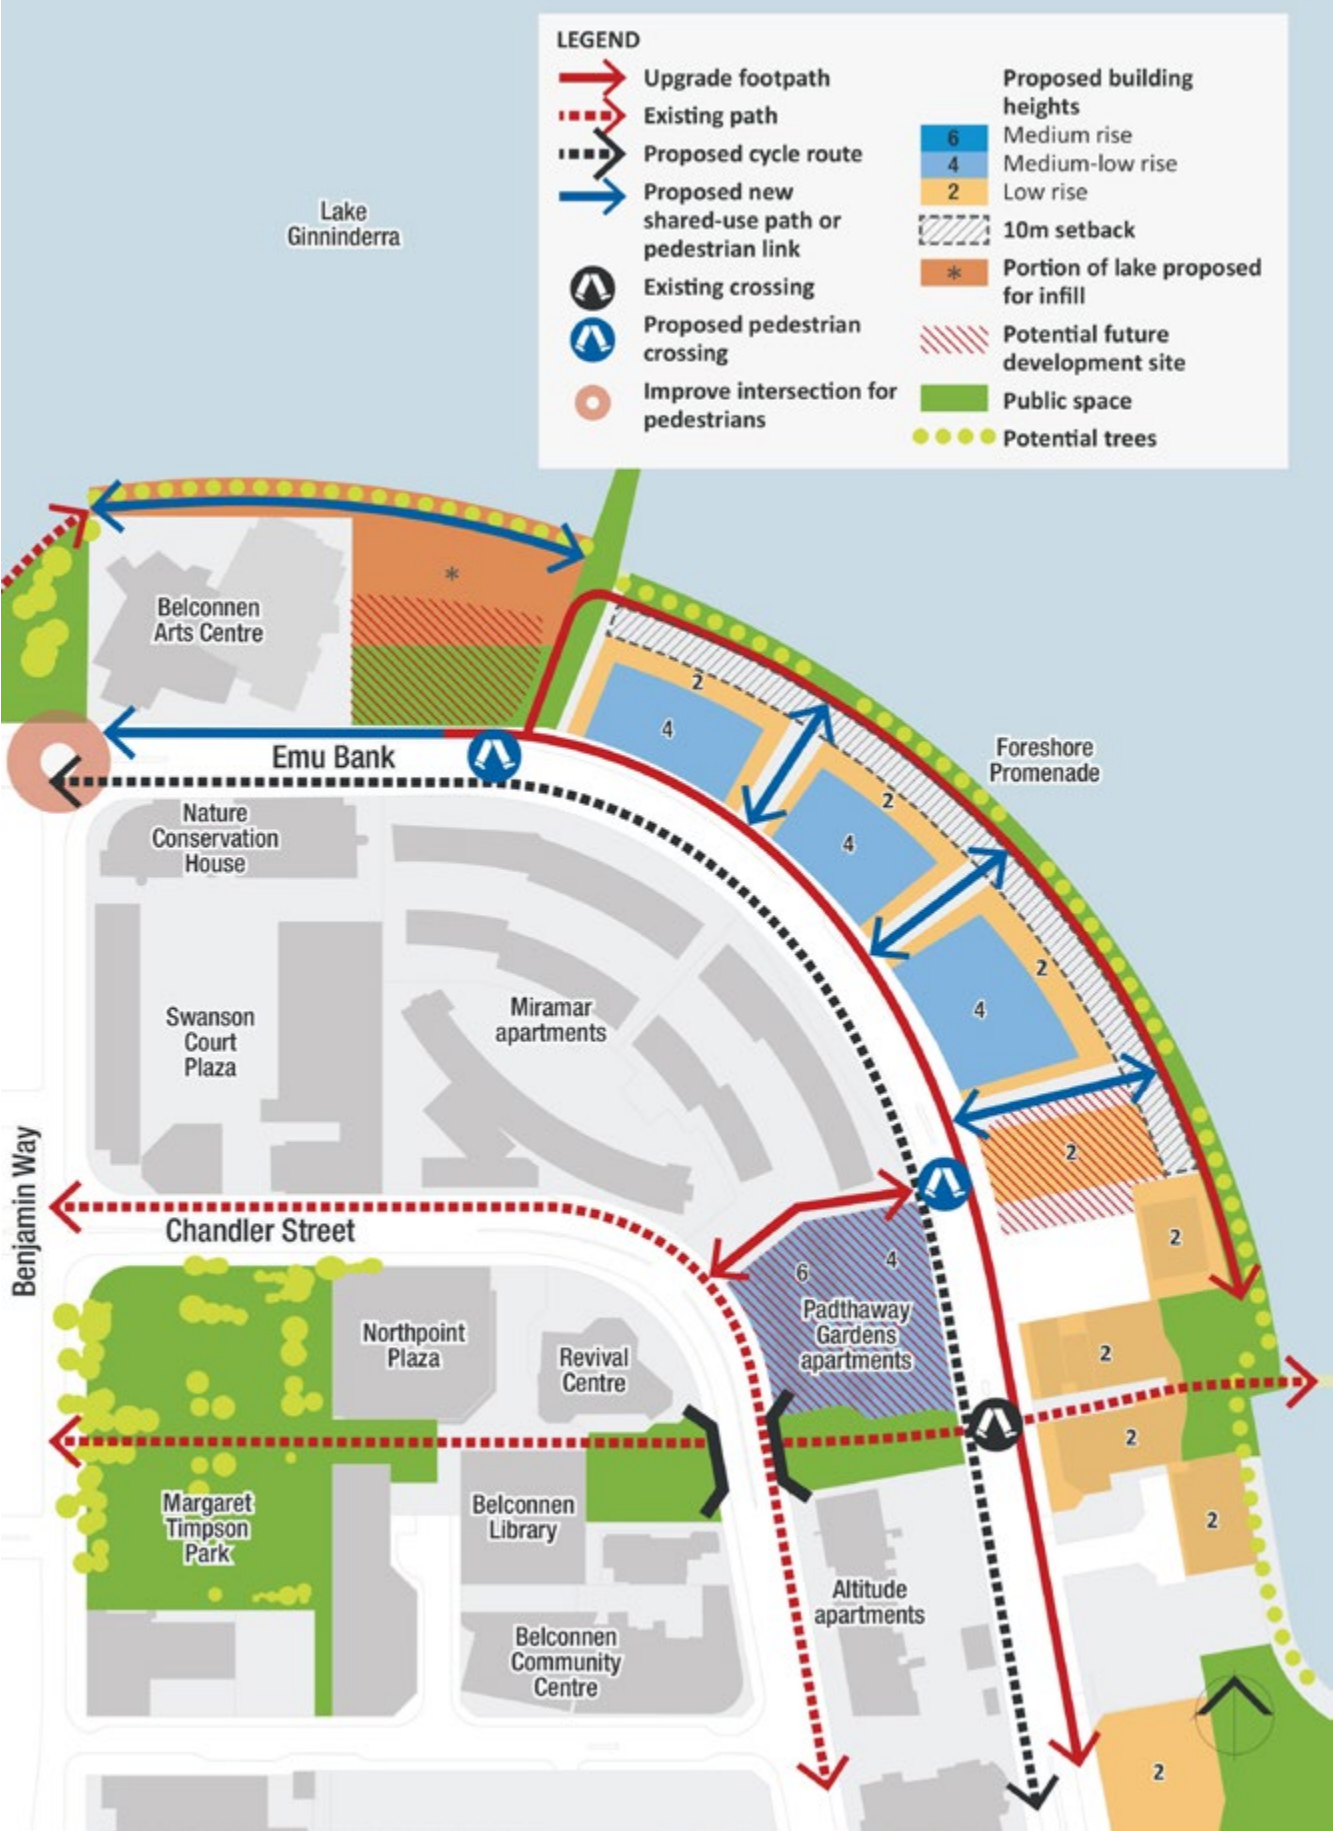 LEGEND
Upgrade footpath
Existing path
Proposed cycle route
Proposed new
shared-use path or
pedestrian link
Existing crossing
Proposed pedestrian
crossing
Improve intersection for
pedestrians
Proposed building
heights
6 Medium rise
4 Medium-low rise
2 Low rise
10m setback
* Portion of lake proposed
for infill
Potential future
development site
Public space
Potential trees
Lake
Ginninderra
*
Belconnen
Arts Centre
2
4
Emu Bank
Foreshore
Promenade
2
4
Nature
Conservation
House
2
4
Miramar
apartments
Swanson
Court
Plaza
2
Benjamin Way
Chandler Street
2
6
4
Padthaway
Gardens
apartments
Northpoint
Plaza
Revival
Centre
2
2
Margaret
Timpson
Park
Belconnen
Library
2
Altitude
apartments
Belconnen
Community
Centre
2